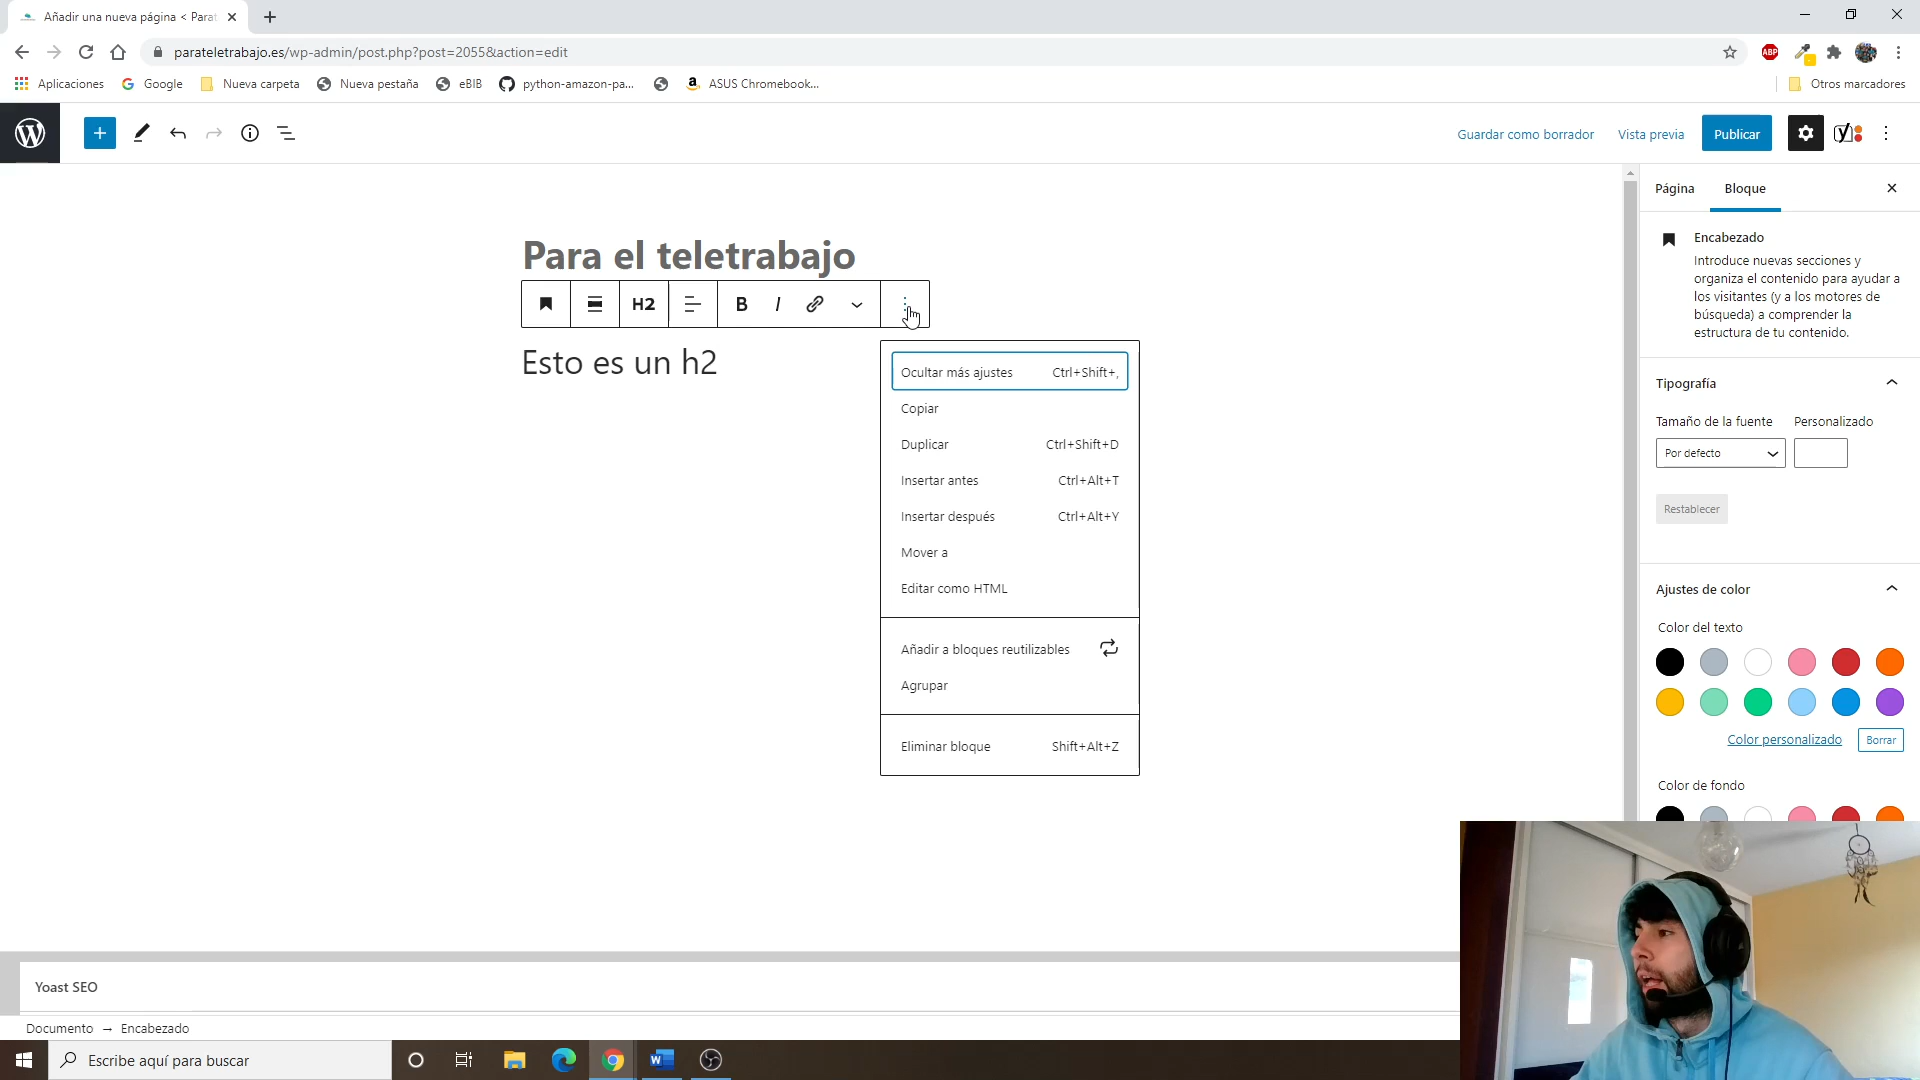 Añadir una nueva página < Parat
parateletrabajo.es/wp-admin/post.php?post=2055&action=edit
ABP
Aplicaciones
Google
Nueva carpeta
Nueva pestaña
eBIB
python-amazon-pa...
ASUS Chromebook...
Otros marcadores
Guardar como borrador
Vista previa
Publicar
Página
Bloque
Para el teletrabajo
H2
B
I
Esto es un h2
Ocultar más ajustes Ctrl+Shift+,
Copiar
Duplicar Ctrl+Shift+D
Insertar antes Ctrl+Alt+T
Insertar después Ctrl+Alt+Y
Mover a
Editar como HTML
Añadir a bloques reutilizables
Agrupar
Eliminar bloque Shift+Alt+Z
Encabezado
Introduce nuevas secciones y
organiza el contenido para ayudar a
los visitantes (y a los motores de
búsqueda) a comprender la
estructura de tu contenido.
Tipografía
Tamaño de la fuente Personalizado
Por defecto
Restablecer
Ajustes de color
Color del texto
Color personalizado
Borrar
Color de fondo
Yoast SEO
Documento → Encabezado
Escribe aquí para buscar